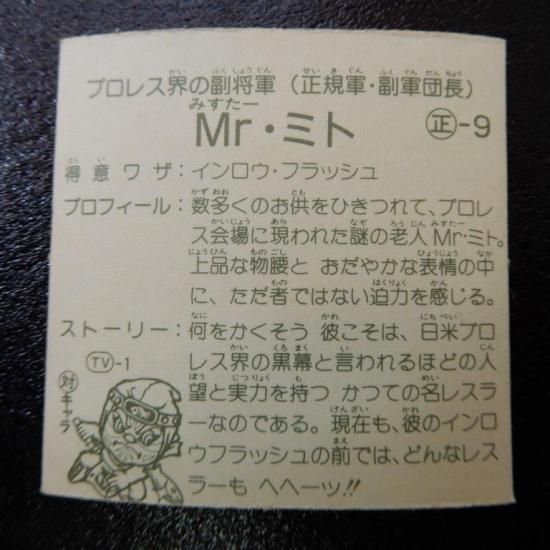 プロレス界の副将軍（正規軍・副軍団長）
Mr・ミト
正-9
得意ワザ：インロウ・フラッシュ
プロフィール：数多くのお供をひきつれて、プロレ
ス会場に現われた謎の老人Mr・ミト。
上品な物腰と おだやかな表情の中
に、ただ者ではない迫力を感じる。
ストーリー：何をかくそう 彼こそは、日米プロ
レス界の黒幕と言われるほどの人
望と実力を持つ かつての名レスラ
ーなのである。現在も、彼のインロ
ウフラッシュの前では、どんなレス
ラーも ヘヘーッ!!
TV-1
対キャラ